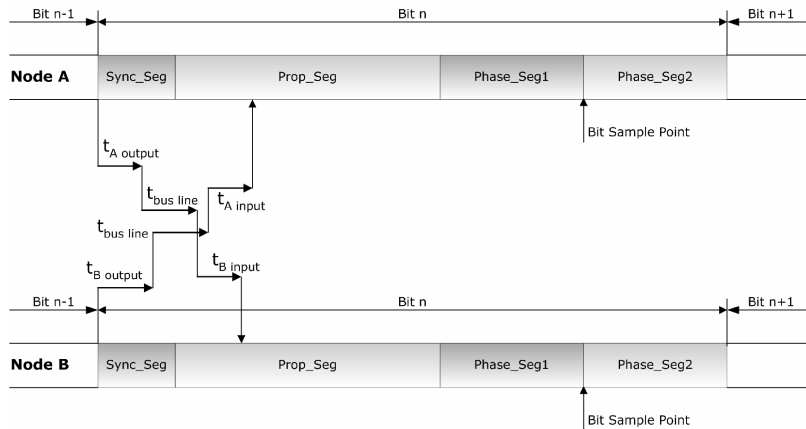 Bit n-1 Bit n Bit n+1
Node A Sync_Seg Prop_Seg Phase_Seg1 Phase_Seg2
Bit Sample Point
tA output
tbus line
tA input
tbus line
tB input
tB output
Bit n-1 Bit n Bit n+1
Node B Sync_Seg Prop_Seg Phase_Seg1 Phase_Seg2
Bit Sample Point